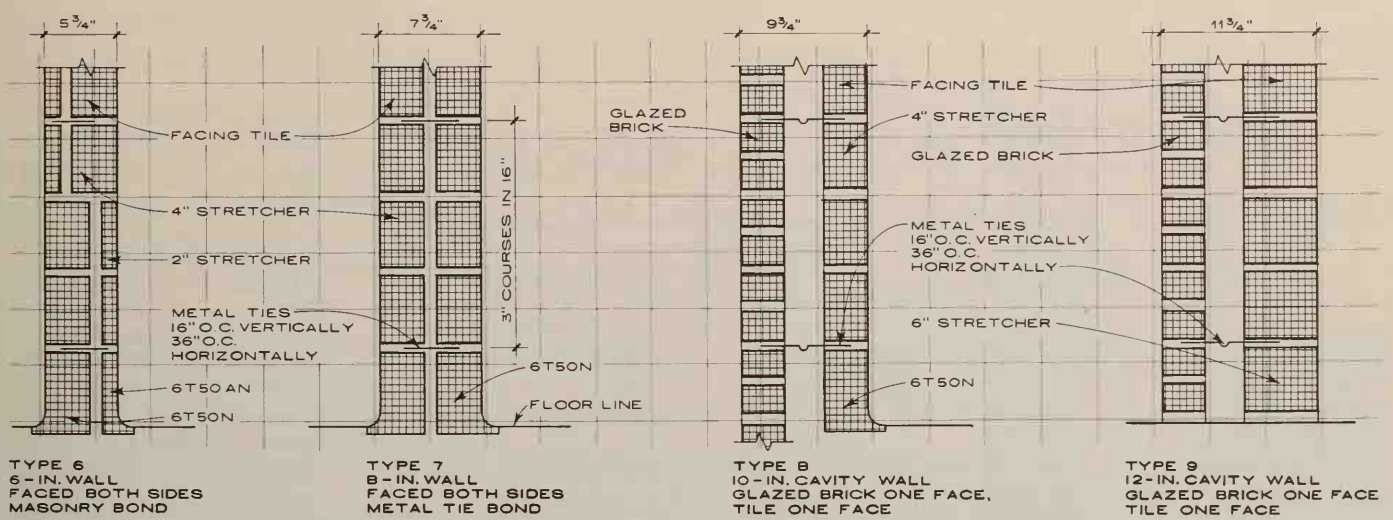 5 3/4"
7 3/4"
9 3/4"
11 3/4"
FACING TILE
4" STRETCHER
2" STRETCHER
METAL TIES
16" O.C. VERTICALLY
36" O.C.
HORIZONTALLY
6T50AN
6T50N
3" COURSES IN 16"
6T50N
FLOOR LINE
GLAZED
BRICK
FACING TILE
4" STRETCHER
GLAZED BRICK
METAL TIES
16" O.C. VERTICALLY
36" O.C.
HORIZONTALLY
6" STRETCHER
6T50N
TYPE 6
6-IN. WALL
FACED BOTH SIDES
MASONRY BOND
TYPE 7
8-IN. WALL
FACED BOTH SIDES
METAL TIE BOND
TYPE 8
10-IN. CAVITY WALL
GLAZED BRICK ONE FACE,
TILE ONE FACE
TYPE 9
12-IN. CAVITY WALL
GLAZED BRICK ONE FACE
TILE ONE FACE